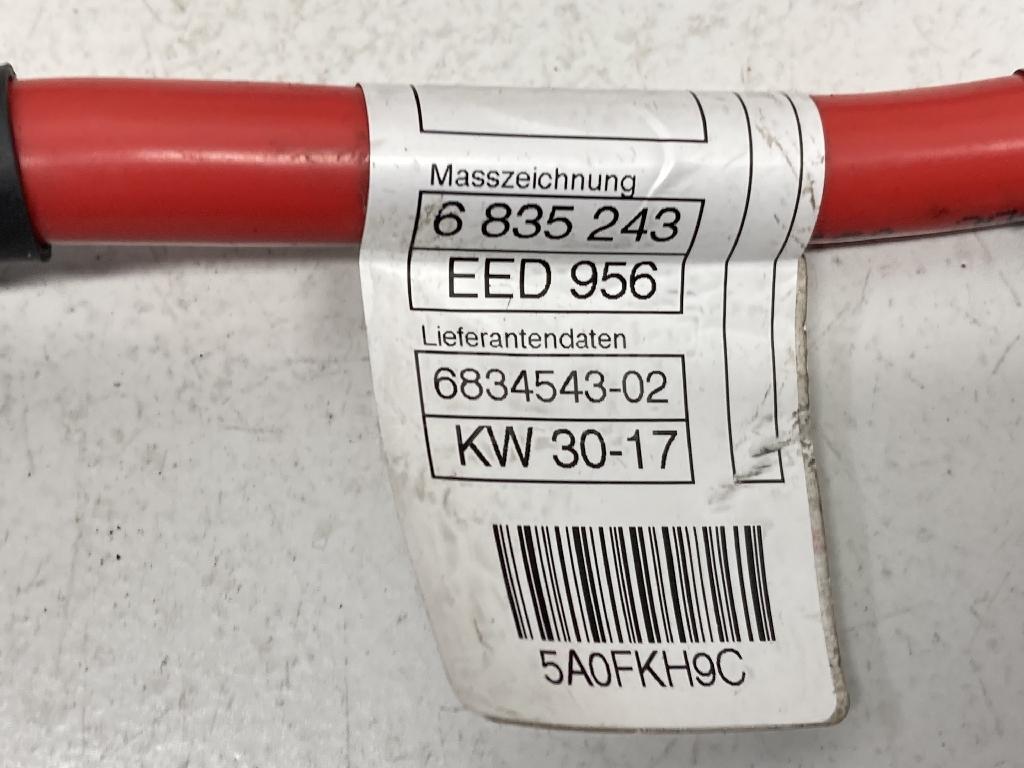 Masszeichnung
6 835 243
EED 956
Lieferantendaten
6834543-02
KW 30-17
5A0FKH9C